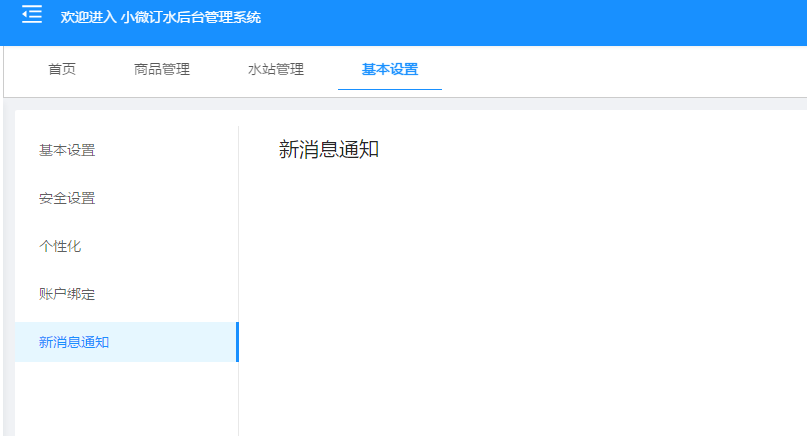 欢迎进入 小微订水后台管理系统
首页 商品管理 水站管理 基本设置
基本设置
新消息通知
安全设置
个性化
账户绑定
新消息通知